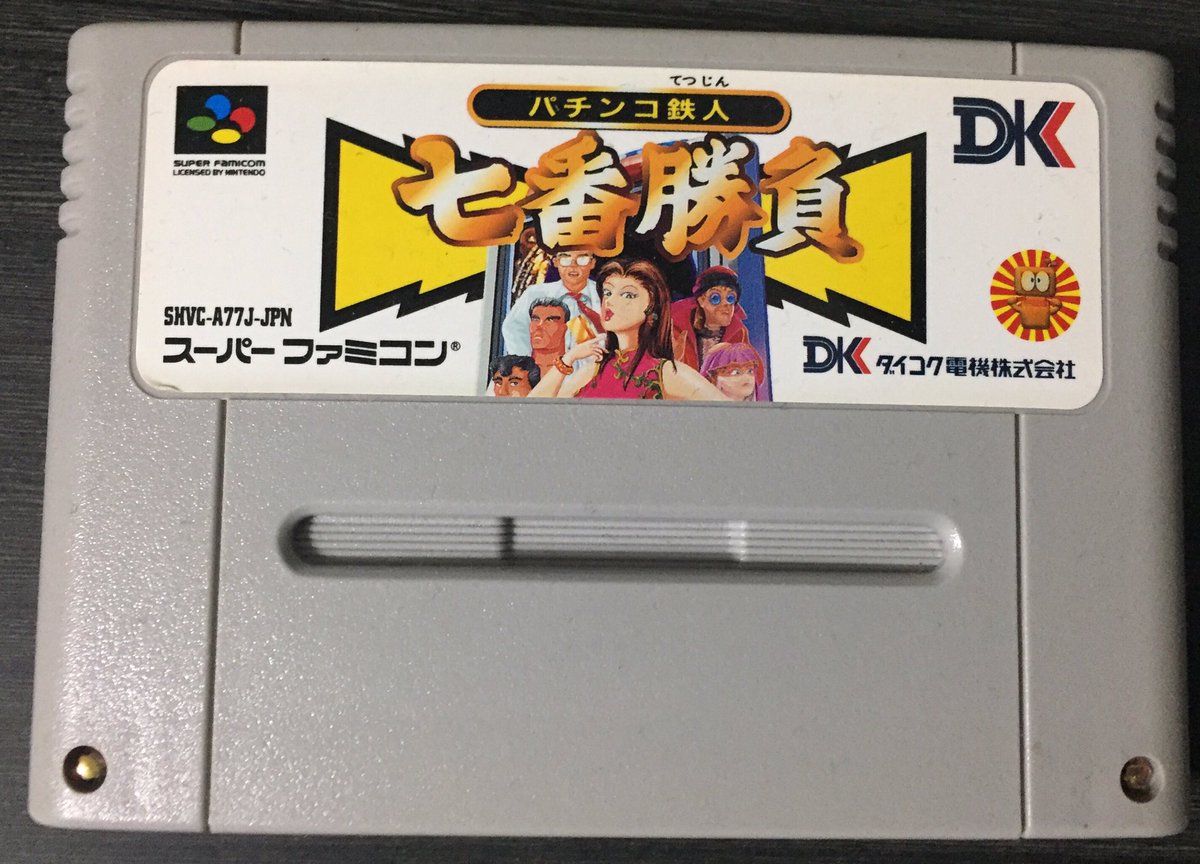 てつじん
パチンコ鉄人
七番勝負
SUPER FAMICOM
LICENSED BY NINTENDO
DK
SHVC-A77J-JPN
スーパーファミコン®
DK ダイコク電機株式会社